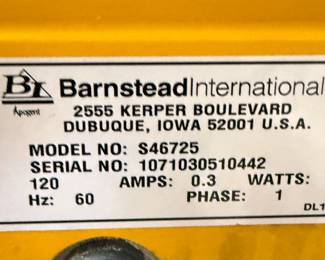 BI Barnstead International
Apogent
2555 KERPER BOULEVARD
DUBUQUE, IOWA 52001 U.S.A.
MODEL NO: S46725
SERIAL NO: 1071030510442
120 AMPS: 0.3 WATTS:
Hz: 60 PHASE: 1
DL1